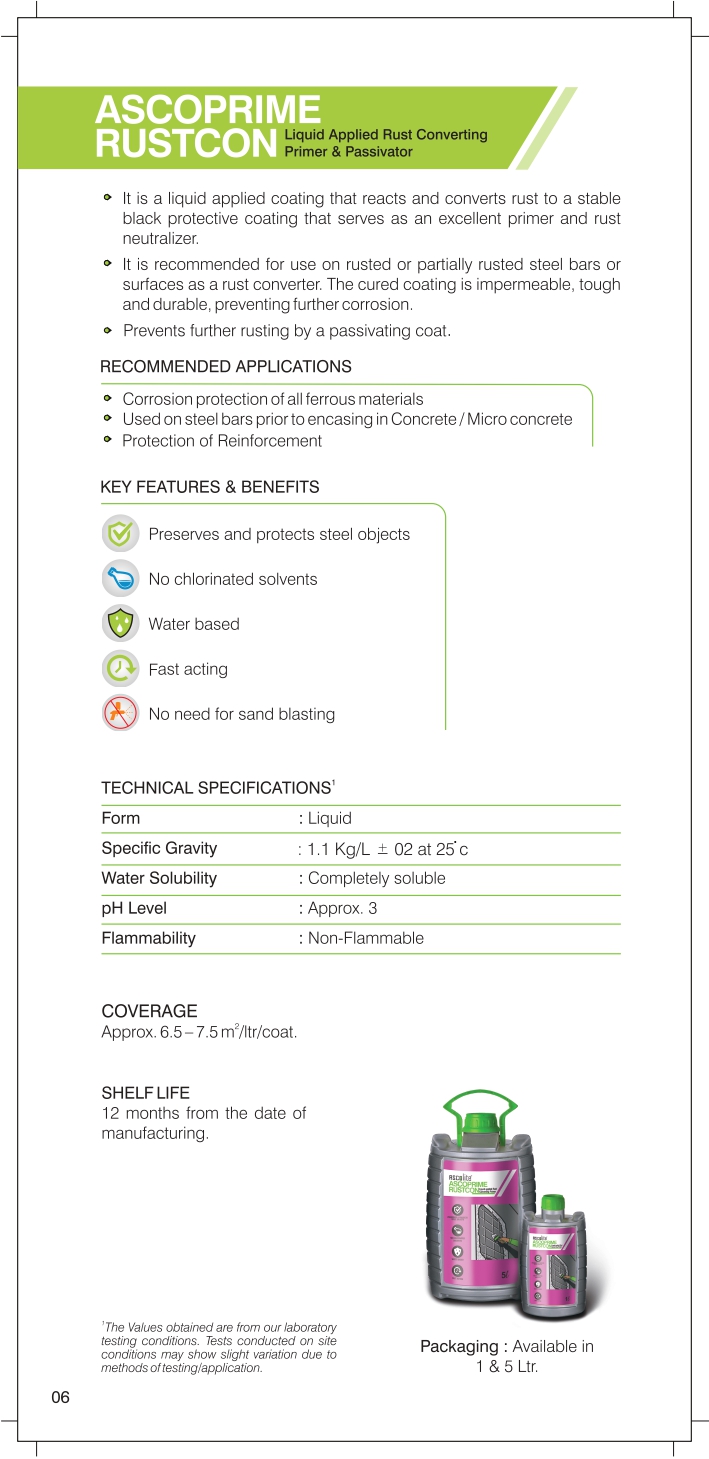 ASCOPRIME
RUSTCON Liquid Applied Rust Converting
Primer & Passivator
It is a liquid applied coating that reacts and converts rust to a stable
black protective coating that serves as an excellent primer and rust
neutralizer.
It is recommended for use on rusted or partially rusted steel bars or
surfaces as a rust converter. The cured coating is impermeable, tough
and durable, preventing further corrosion.
Prevents further rusting by a passivating coat.
RECOMMENDED APPLICATIONS
Corrosion protection of all ferrous materials
Used on steel bars prior to encasing in Concrete / Micro concrete
Protection of Reinforcement
KEY FEATURES & BENEFITS
Preserves and protects steel objects
No chlorinated solvents
Water based
Fast acting
No need for sand blasting
TECHNICAL SPECIFICATIONS¹
Form : Liquid
Specific Gravity : 1.1 Kg/L ± 02 at 25˙c
Water Solubility : Completely soluble
pH Level : Approx. 3
Flammability : Non-Flammable
COVERAGE
Approx. 6.5 – 7.5 m²/ltr/coat.
SHELF LIFE
12 months from the date of
manufacturing.
Ascolite
ASCOPRIME
RUSTCON
5
Ascolite
ASCOPRIME
RUSTCON
¹The Values obtained are from our laboratory
testing conditions. Tests conducted on site
conditions may show slight variation due to
methods of testing/application.
Packaging : Available in
1 & 5 Ltr.
06